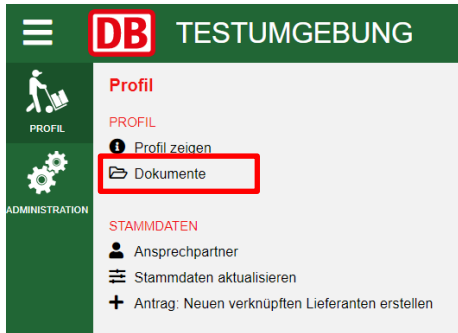 DB TESTUMGEBUNG
PROFIL
ADMINISTRATION
Profil
PROFIL
Profil zeigen
Dokumente
STAMMDATEN
Ansprechpartner
Stammdaten aktualisieren
Antrag: Neuen verknüpften Lieferanten erstellen